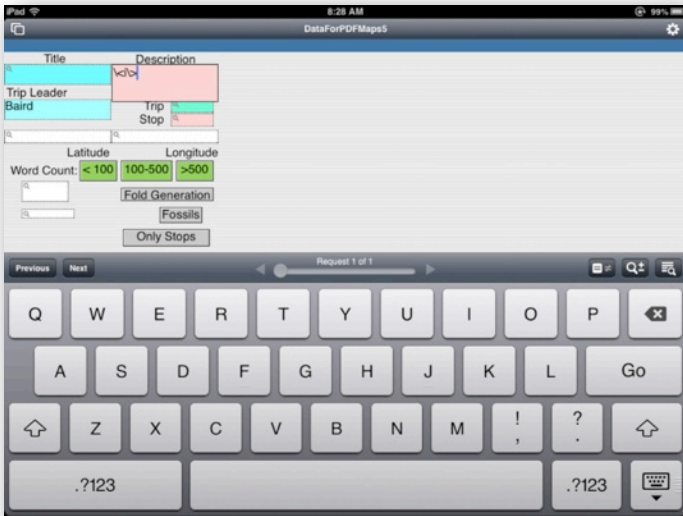 iPad 8:28 AM 99%
DataForPDFMaps5
Title Description
\<i\>
Trip Leader
Baird Trip
Stop
Latitude Longitude
Word Count: < 100 100-500 >500
Fold Generation
Fossils
Only Stops
Previous Next Request 1 of 1
Q W E R T Y U I O P
A S D F G H J K L Go
Z X C V B N M ! , ? .
.?123 .?123